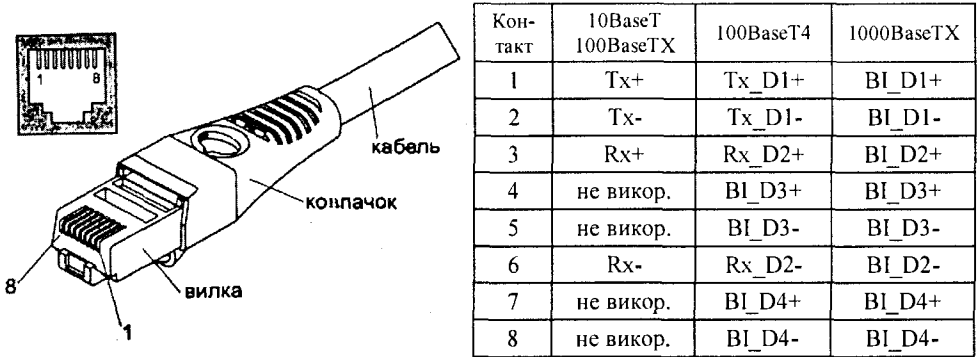 1 8
кабель
колпачок
вилка
8
1
Кон-
такт
10BaseT
100BaseTX
100BaseT4
1000BaseTX
1 Tx+ Tx_D1+ BI_D1+
2 Tx- Tx_D1- BI_D1-
3 Rx+ Rx_D2+ BI_D2+
4 не викор. BI_D3+ BI_D3+
5 не викор. BI_D3- BI_D3-
6 Rx- Rx_D2- BI_D2-
7 не викор. BI_D4+ BI_D4+
8 не викор. BI_D4- BI_D4-